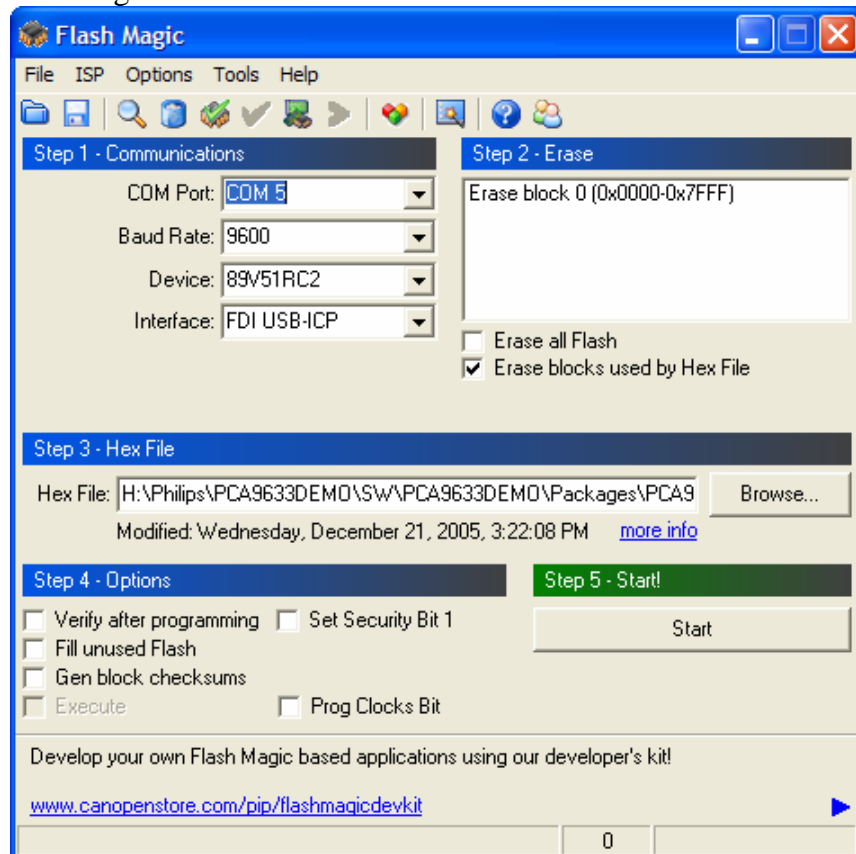 Flash Magic
File ISP Options Tools Help
Step 1 - Communications
COM Port: COM 5
Baud Rate: 9600
Device: 89V51RC2
Interface: FDI USB-ICP
Step 2 - Erase
Erase block 0 (0x0000-0x7FFF)
Erase all Flash
Erase blocks used by Hex File
Step 3 - Hex File
Hex File: H:\Philips\PCA9633DEMO\SW\PCA9633DEMO\Packages\PCA9 Browse...
Modified: Wednesday, December 21, 2005, 3:22:08 PM more info
Step 4 - Options
Verify after programming Set Security Bit 1
Fill unused Flash
Gen block checksums
Execute Prog Clocks Bit
Step 5 - Start!
Start
Develop your own Flash Magic based applications using our developer's kit!
www.canopenstore.com/pip/flashmagicdevkit
0